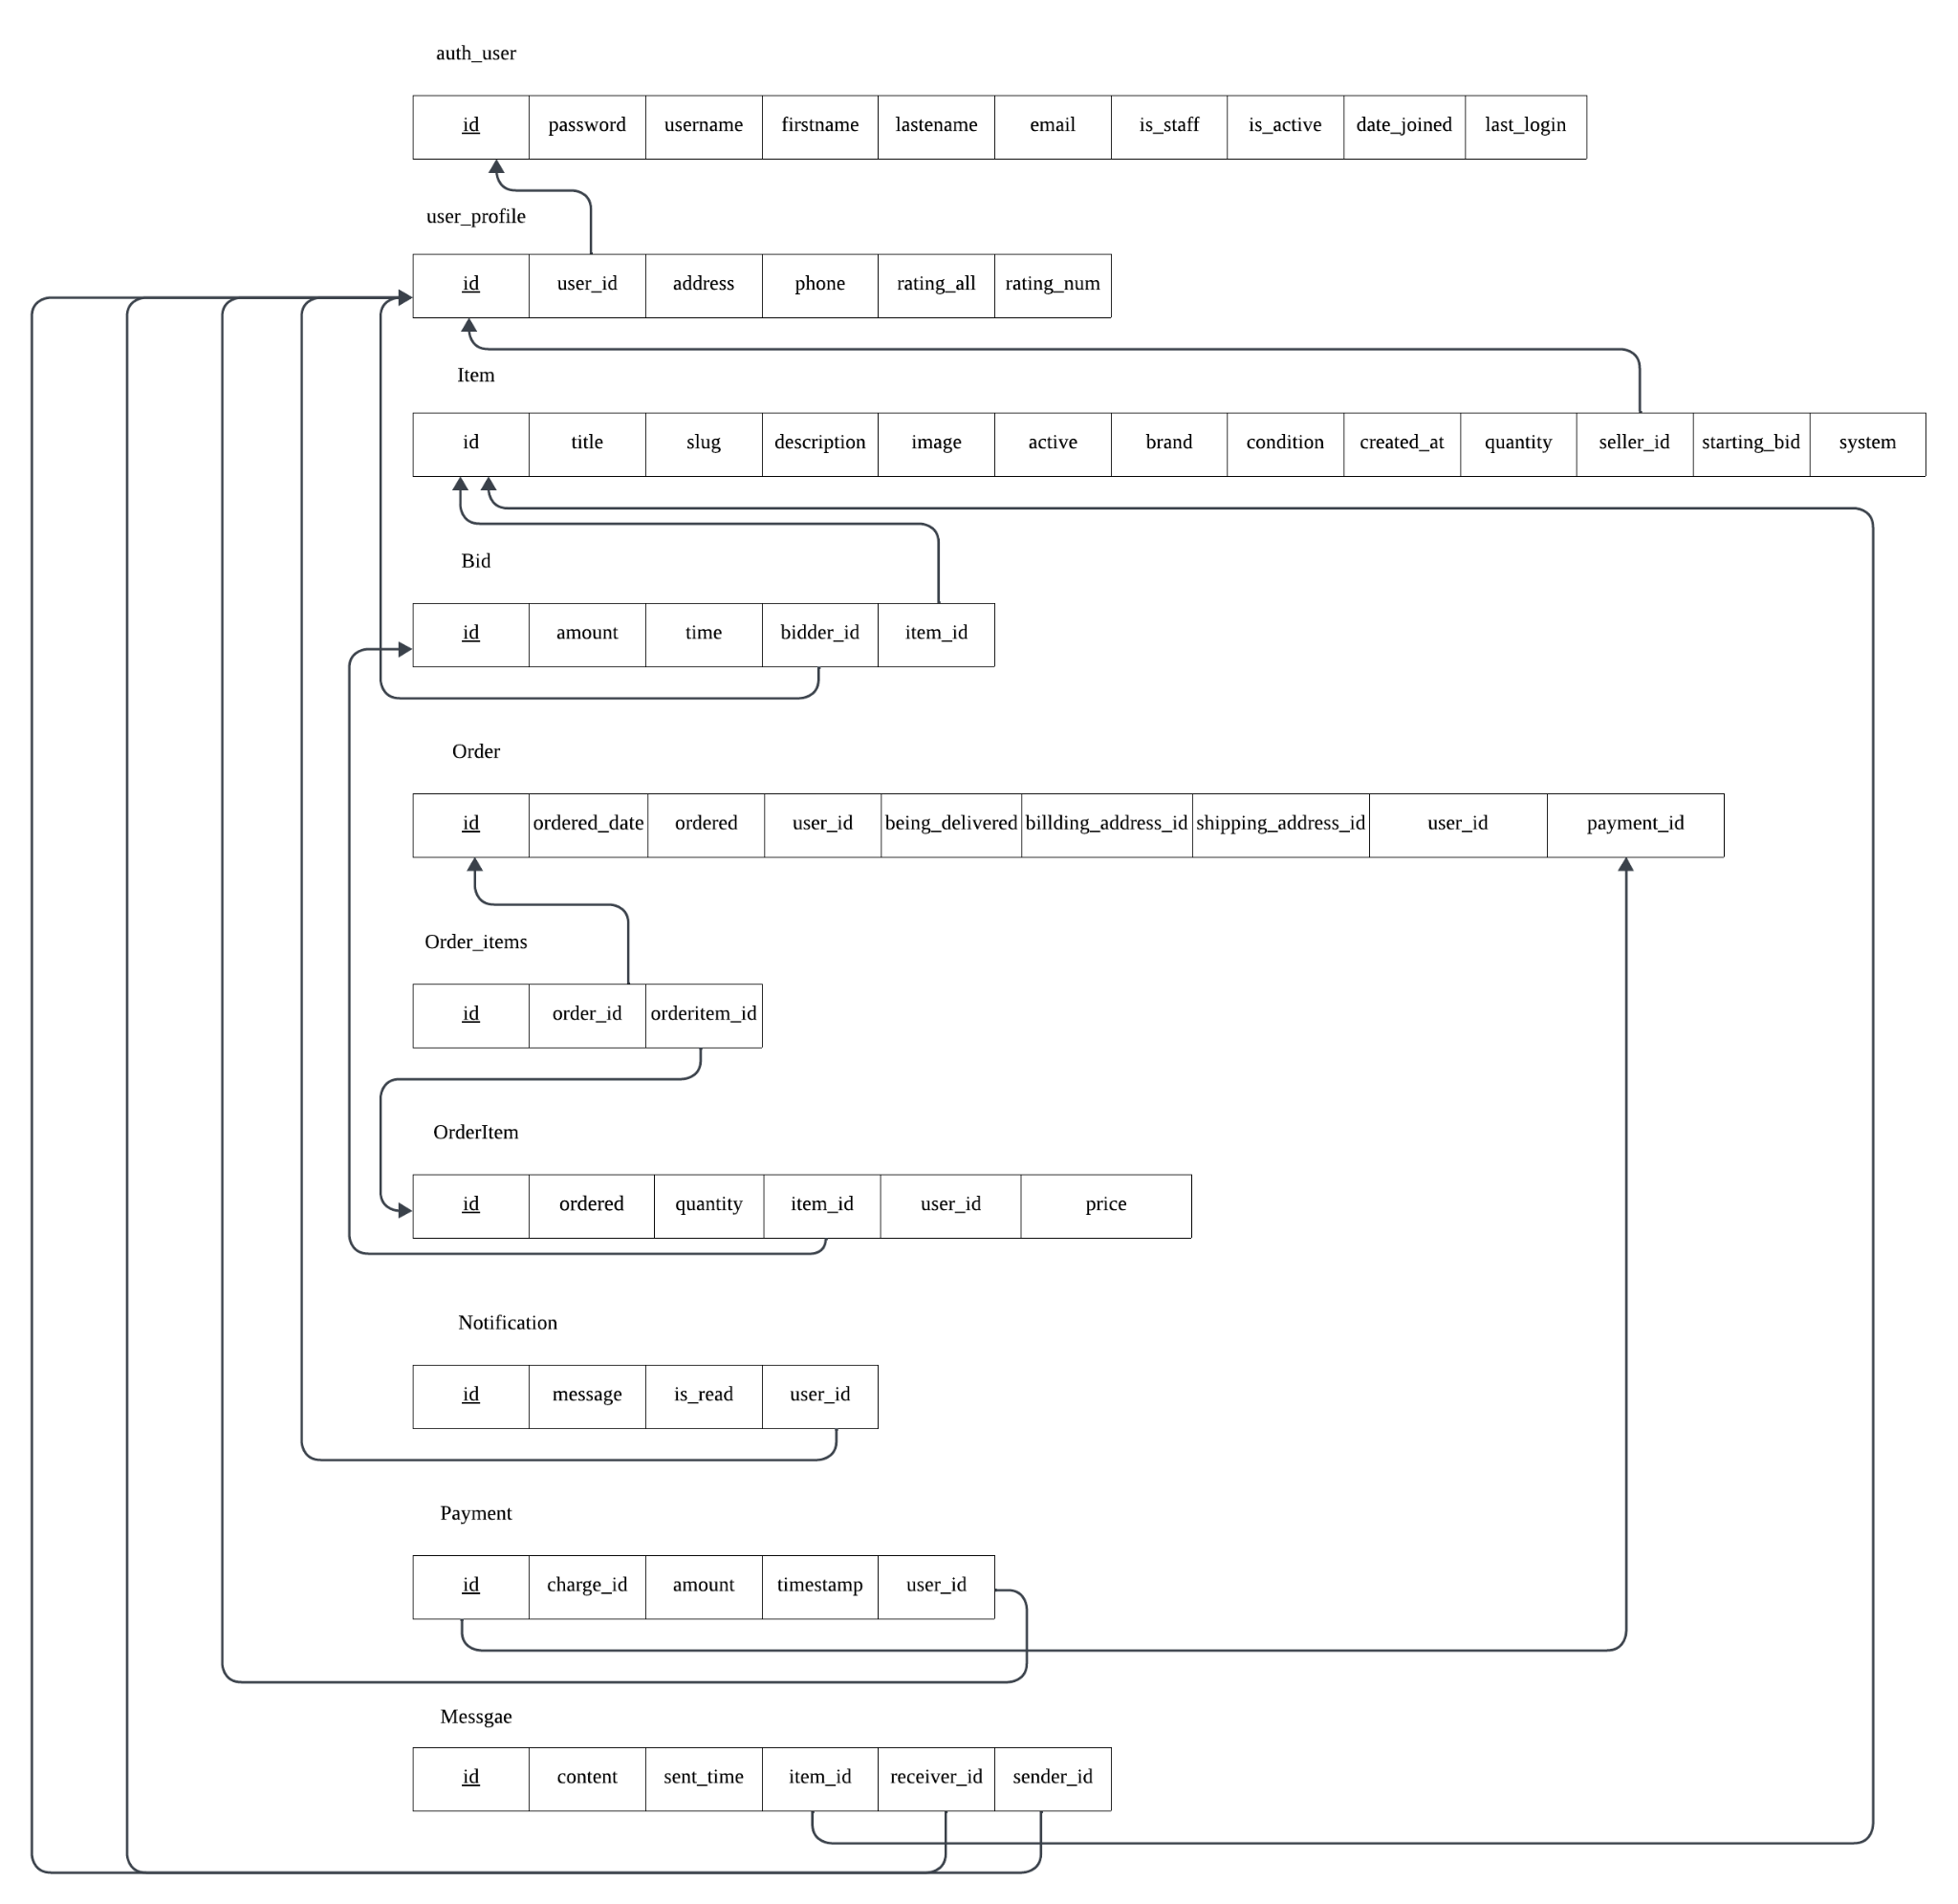 auth_user
id password username firstname lastename email is_staff is_active date_joined last_login
user_profile
id user_id address phone rating_all rating_num
Item
id title slug description image active brand condition created_at quantity seller_id starting_bid system
Bid
id amount time bidder_id item_id
Order
id ordered_date ordered user_id being_delivered billding_address_id shipping_address_id user_id payment_id
Order_items
id order_id orderitem_id
OrderItem
id ordered quantity item_id user_id price
Notification
id message is_read user_id
Payment
id charge_id amount timestamp user_id
Messgae
id content sent_time item_id receiver_id sender_id